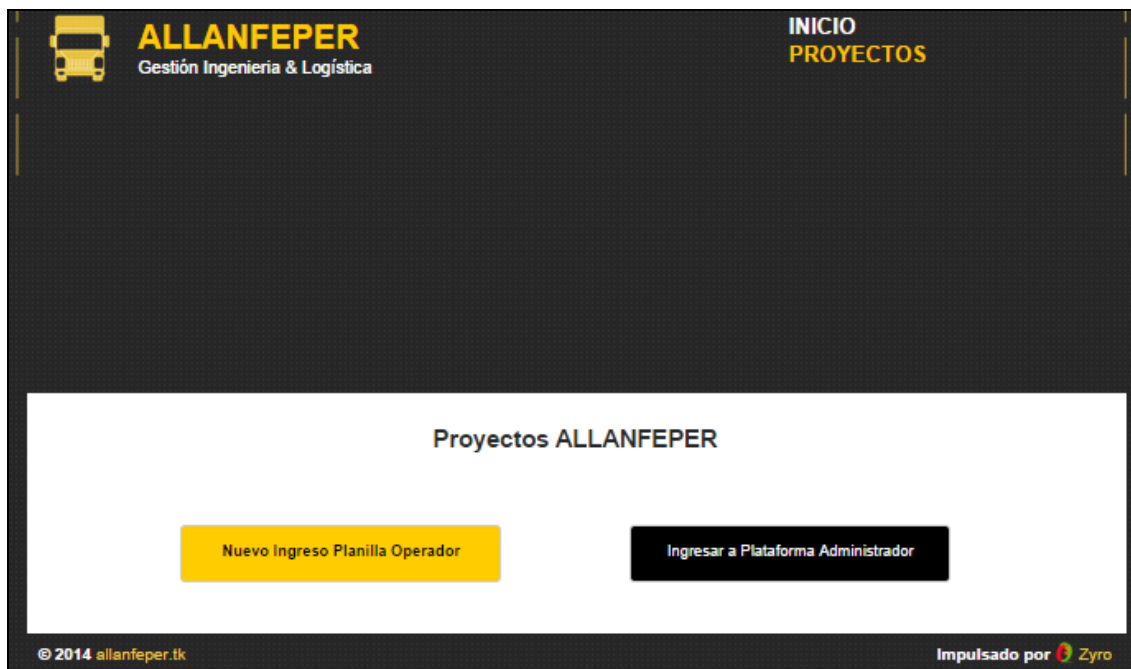 ALLANFEPER
Gestión Ingenieria & Logística
INICIO
PROYECTOS
Proyectos ALLANFEPER
Nuevo Ingreso Planilla Operador
Ingresar a Plataforma Administrador
© 2014 allanfeper.tk
Impulsado por Zyro